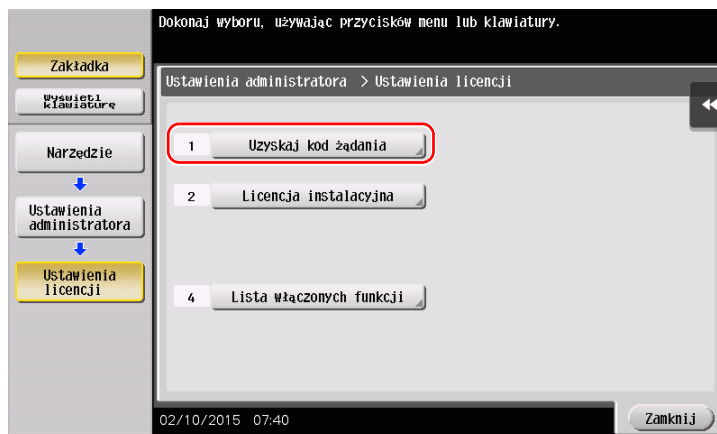 Dokonaj wyboru, używając przycisków menu lub klawiatury.
Zakładka
Wyświetl
klawiaturę
Narzędzie
Ustawienia
administratora
Ustawienia
licencji
Ustawienia administratora > Ustawienia licencji
1 Uzyskaj kod żądania
2 Licencja instalacyjna
4 Lista włączonych funkcji
02/10/2015 07:40
Zamknij